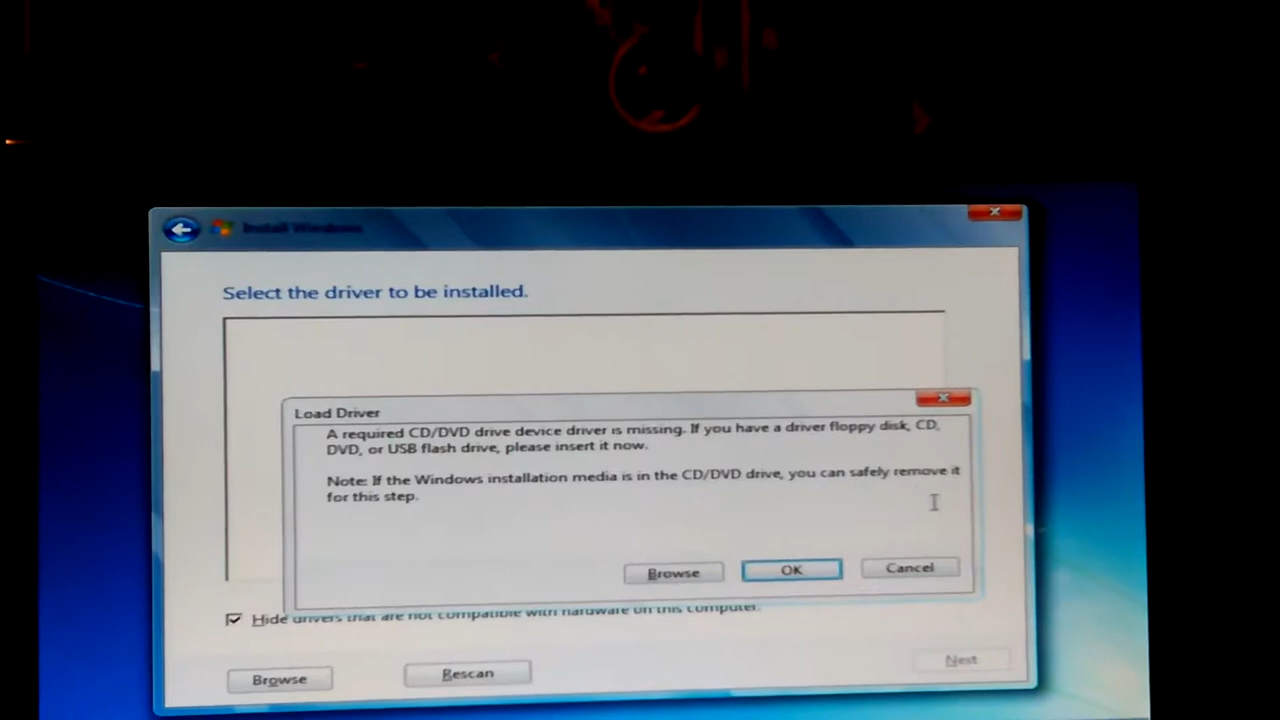 Install Windows
Select the driver to be installed.
Load Driver
A required CD/DVD drive device driver is missing. If you have a driver floppy disk, CD,
DVD, or USB flash drive, please insert it now.
Note: If the Windows installation media is in the CD/DVD drive, you can safely remove it
for this step.
Browse OK Cancel
Hide drivers that are not compatible with hardware on this computer.
Browse Rescan Next